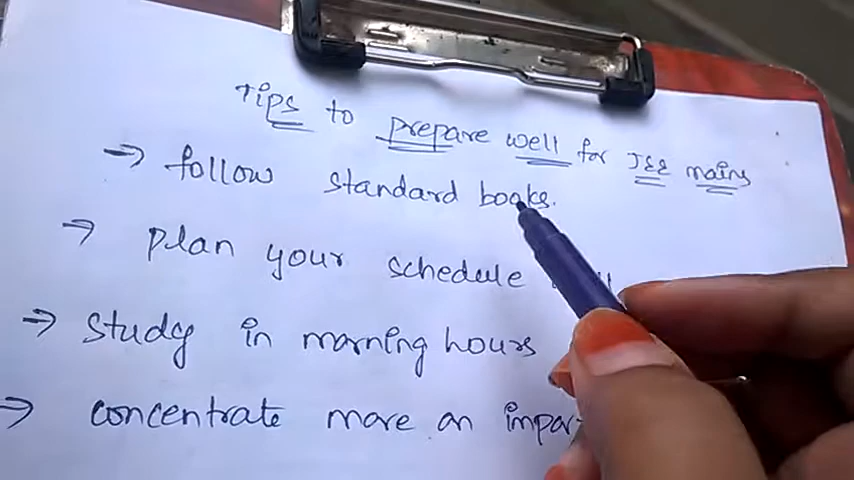 Tips to prepare well for JEE mains
→ follow standard books.
→ plan your schedule
→ study in morning hours
→ concentrate more on